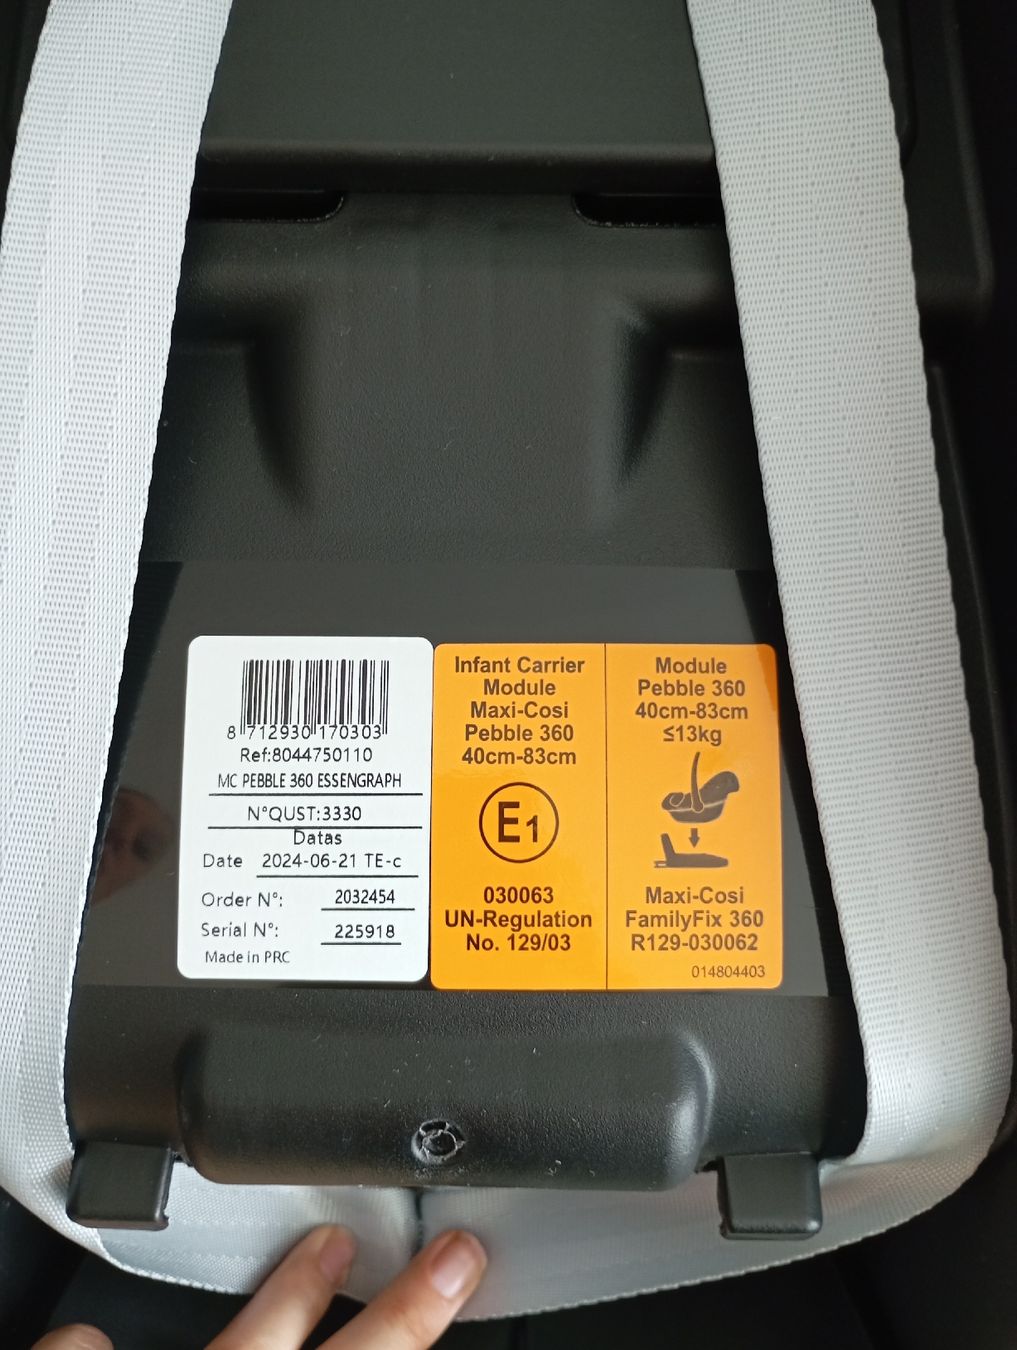 8 712930 170303
Ref:8044750110
MC PEBBLE 360 ESSENGRAPH
N°QUST:3330
Datas
Date 2024-06-21 TE-c
Order N°: 2032454
Serial N°: 225918
Made in PRC
Infant Carrier
Module
Maxi-Cosi
Pebble 360
40cm-83cm
E1
030063
UN-Regulation
No. 129/03
Module
Pebble 360
40cm-83cm
≤13kg
Maxi-Cosi
FamilyFix 360
R129-030062
014804403